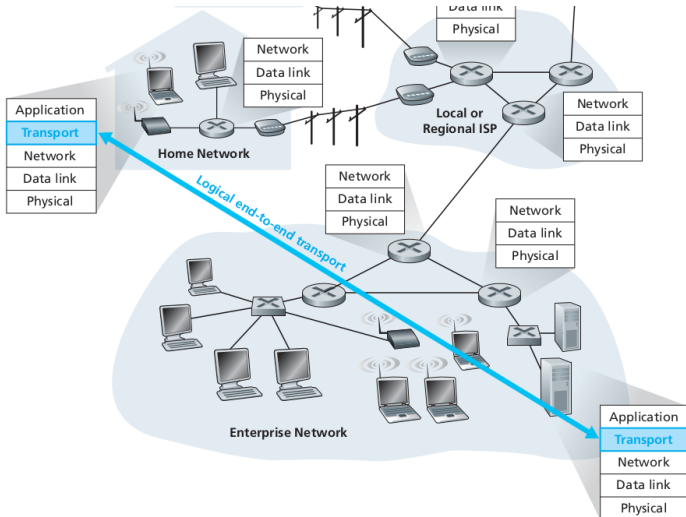 Data link
Physical
Network
Data link
Physical
Application
Transport
Network
Data link
Physical
Home Network
Local or
Regional ISP
Network
Data link
Physical
Logical end-to-end transport
Network
Data link
Physical
Network
Data link
Physical
Enterprise Network
Application
Transport
Network
Data link
Physical